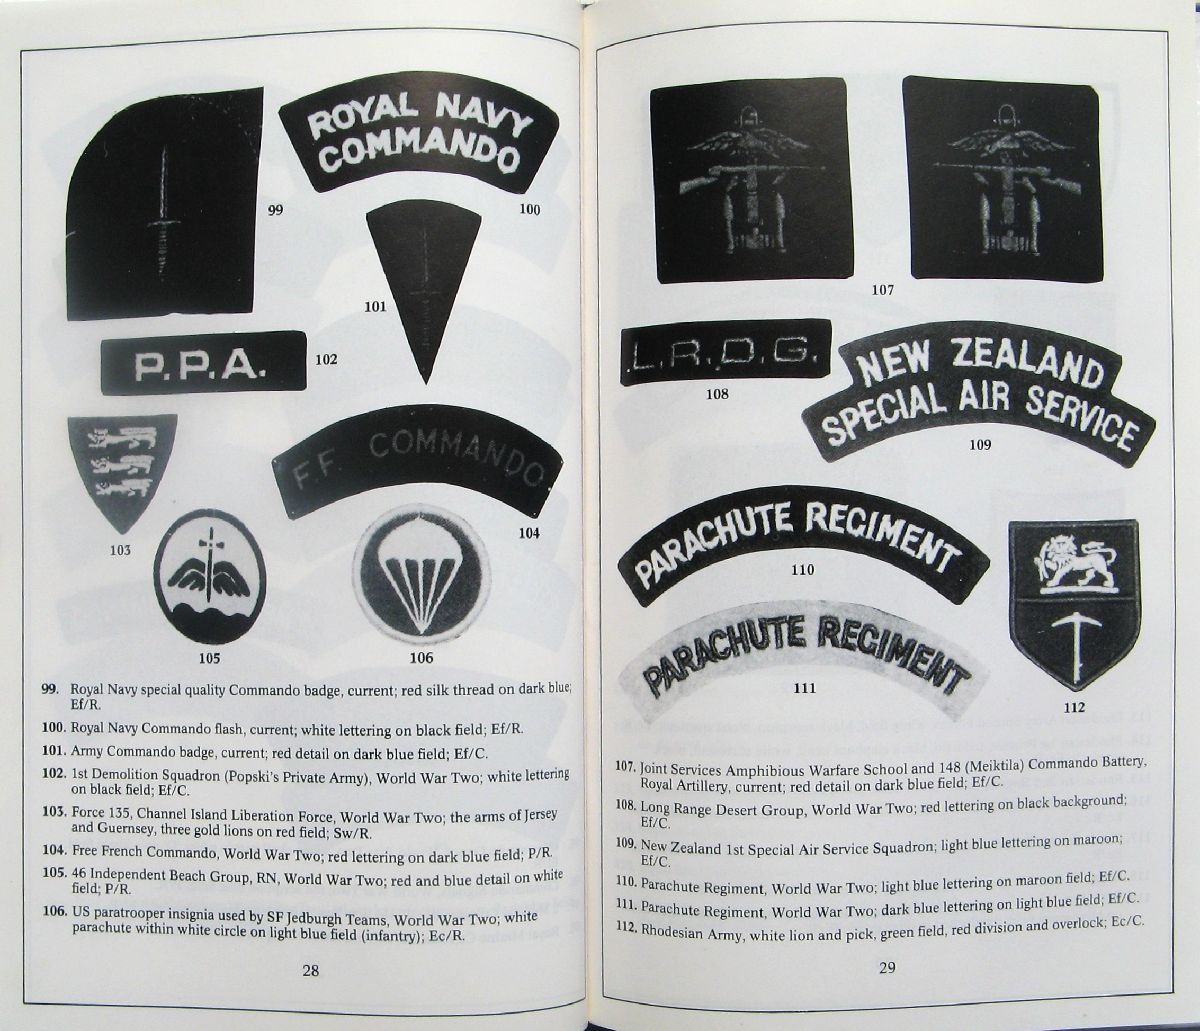 ROYAL NAVY
COMMANDO
99
100
101
P.P.A.
102
F.F. COMMANDO
103
104
105
106
99. Royal Navy special quality Commando badge, current; red silk thread on dark blue;
Ef/R.
100. Royal Navy Commando flash, current; white lettering on black field; Ef/R.
101. Army Commando badge, current; red detail on dark blue field; Ef/C.
102. 1st Demolition Squadron (Popski's Private Army), World War Two; white lettering
on black field; Ef/C.
103. Force 135, Channel Island Liberation Force, World War Two; the arms of Jersey
and Guernsey, three gold lions on red field; Sw/R.
104. Free French Commando, World War Two; red lettering on dark blue field; P/R.
105. 46 Independent Beach Group, RN, World War Two; red and blue detail on white
field; P/R.
106. US paratrooper insignia used by SF Jedburgh Teams, World War Two; white
parachute within white circle on light blue field (infantry); Ec/R.
28
107
L.R.D.G.
108
NEW ZEALAND
SPECIAL AIR SERVICE
109
PARACHUTE REGIMENT
110
PARACHUTE REGIMENT
111
112
107. Joint Services Amphibious Warfare School and 148 (Meiktila) Commando Battery,
Royal Artillery, current; red detail on dark blue field; Ef/C.
108. Long Range Desert Group, World War Two; red lettering on black background;
Ef/C.
109. New Zealand 1st Special Air Service Squadron; light blue lettering on maroon;
Ef/C.
110. Parachute Regiment, World War Two; light blue lettering on maroon field; Ef/C.
111. Parachute Regiment, World War Two; dark blue lettering on light blue field; Ef/C.
112. Rhodesian Army, white lion and pick, green field, red division and overlock; Ec/C.
29